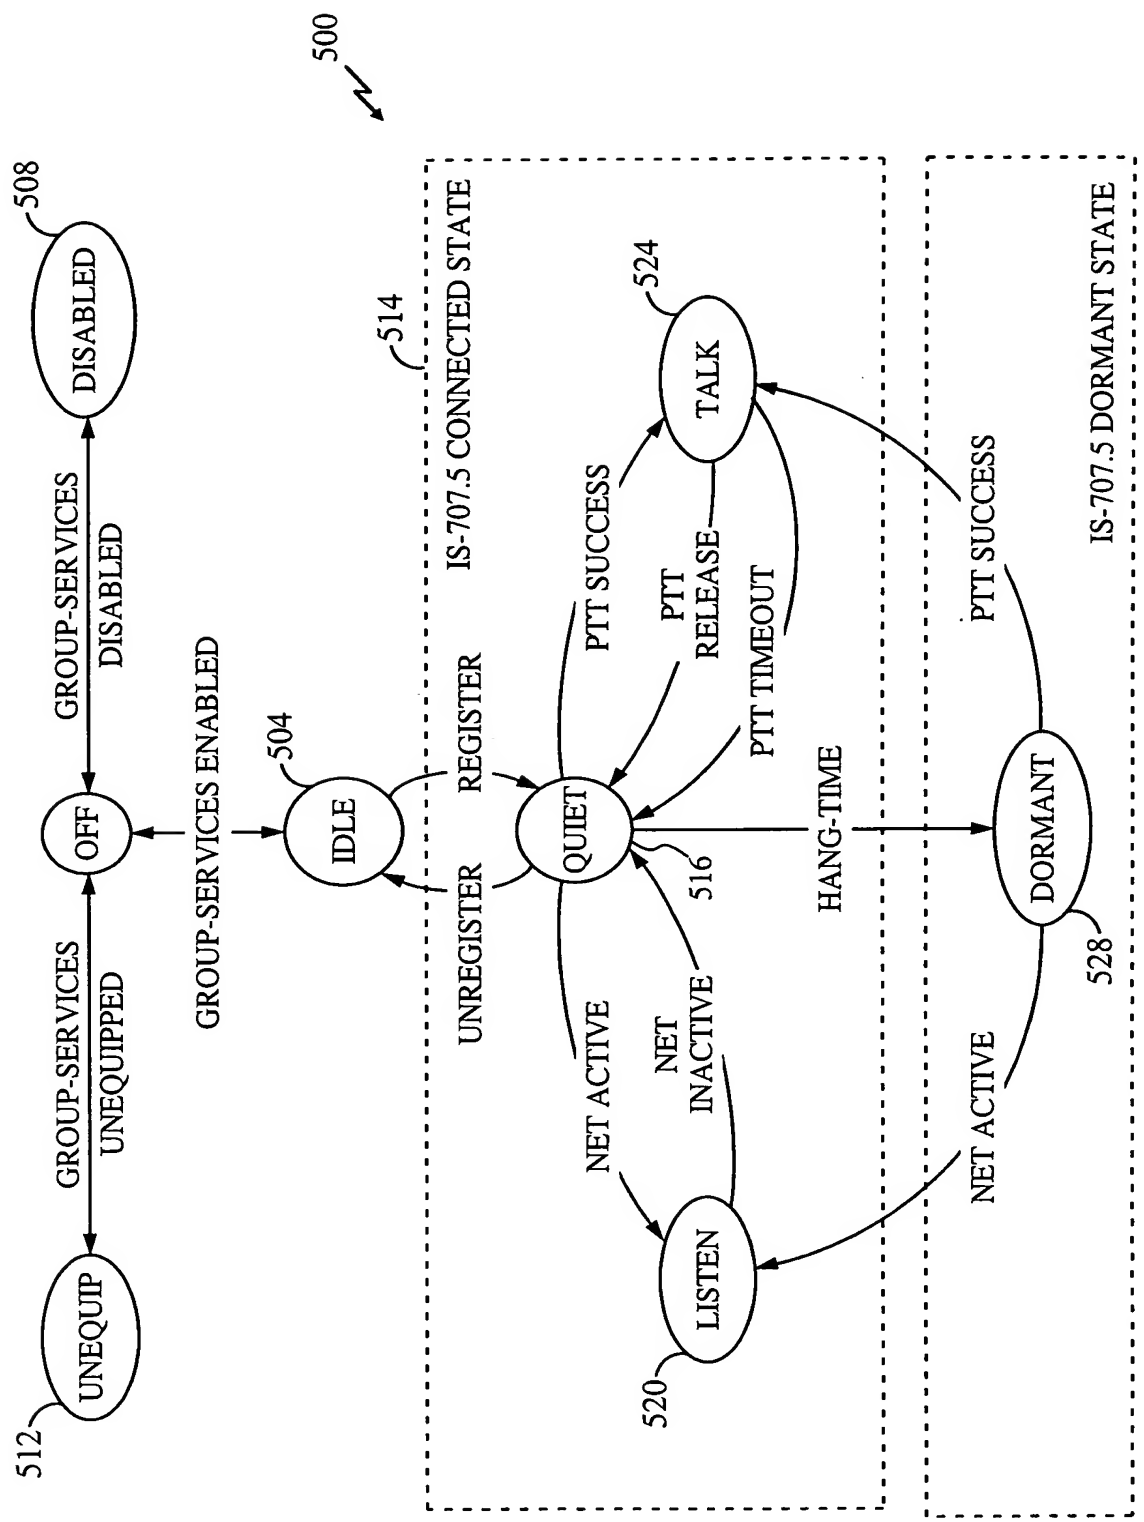 500
512
UNEQUIP
GROUP-SERVICES
UNEQUIPPED
OFF
GROUP-SERVICES
DISABLED
DISABLED
508
GROUP-SERVICES ENABLED
504
IDLE
514
UNREGISTER
REGISTER
IS-707.5 CONNECTED STATE
QUIET
516
NET ACTIVE
PTT SUCCESS
NET
INACTIVE
PTT
RELEASE
520
LISTEN
TALK
524
PTT TIMEOUT
HANG-TIME
NET ACTIVE
PTT SUCCESS
DORMANT
528
IS-707.5 DORMANT STATE